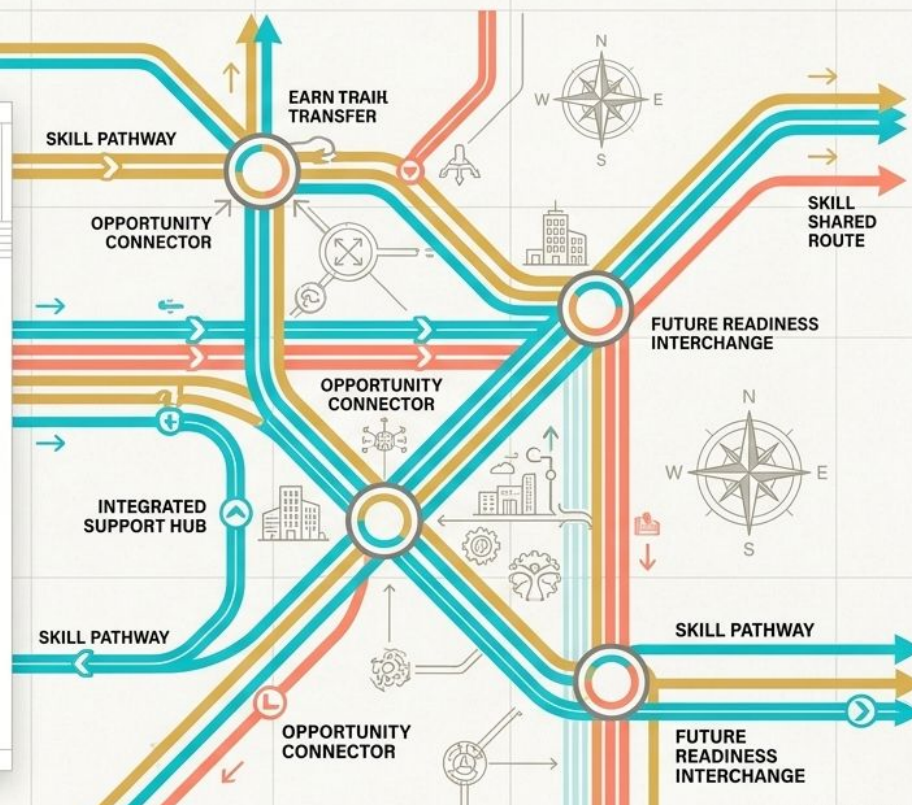 EARN TRAIK
TRANSFER
SKILL PATHWAY
OPPORTUNITY
CONNECTOR
N
W
E
S
SKILL
SHARED
ROUTE
FUTURE READINESS
INTERCHANGE
OPPORTUNITY
CONNECTOR
N
W
E
S
INTEGRATED
SUPPORT HUB
SKILL PATHWAY
SKILL PATHWAY
OPPORTUNITY
CONNECTOR
FUTURE
READINESS
INTERCHANGE